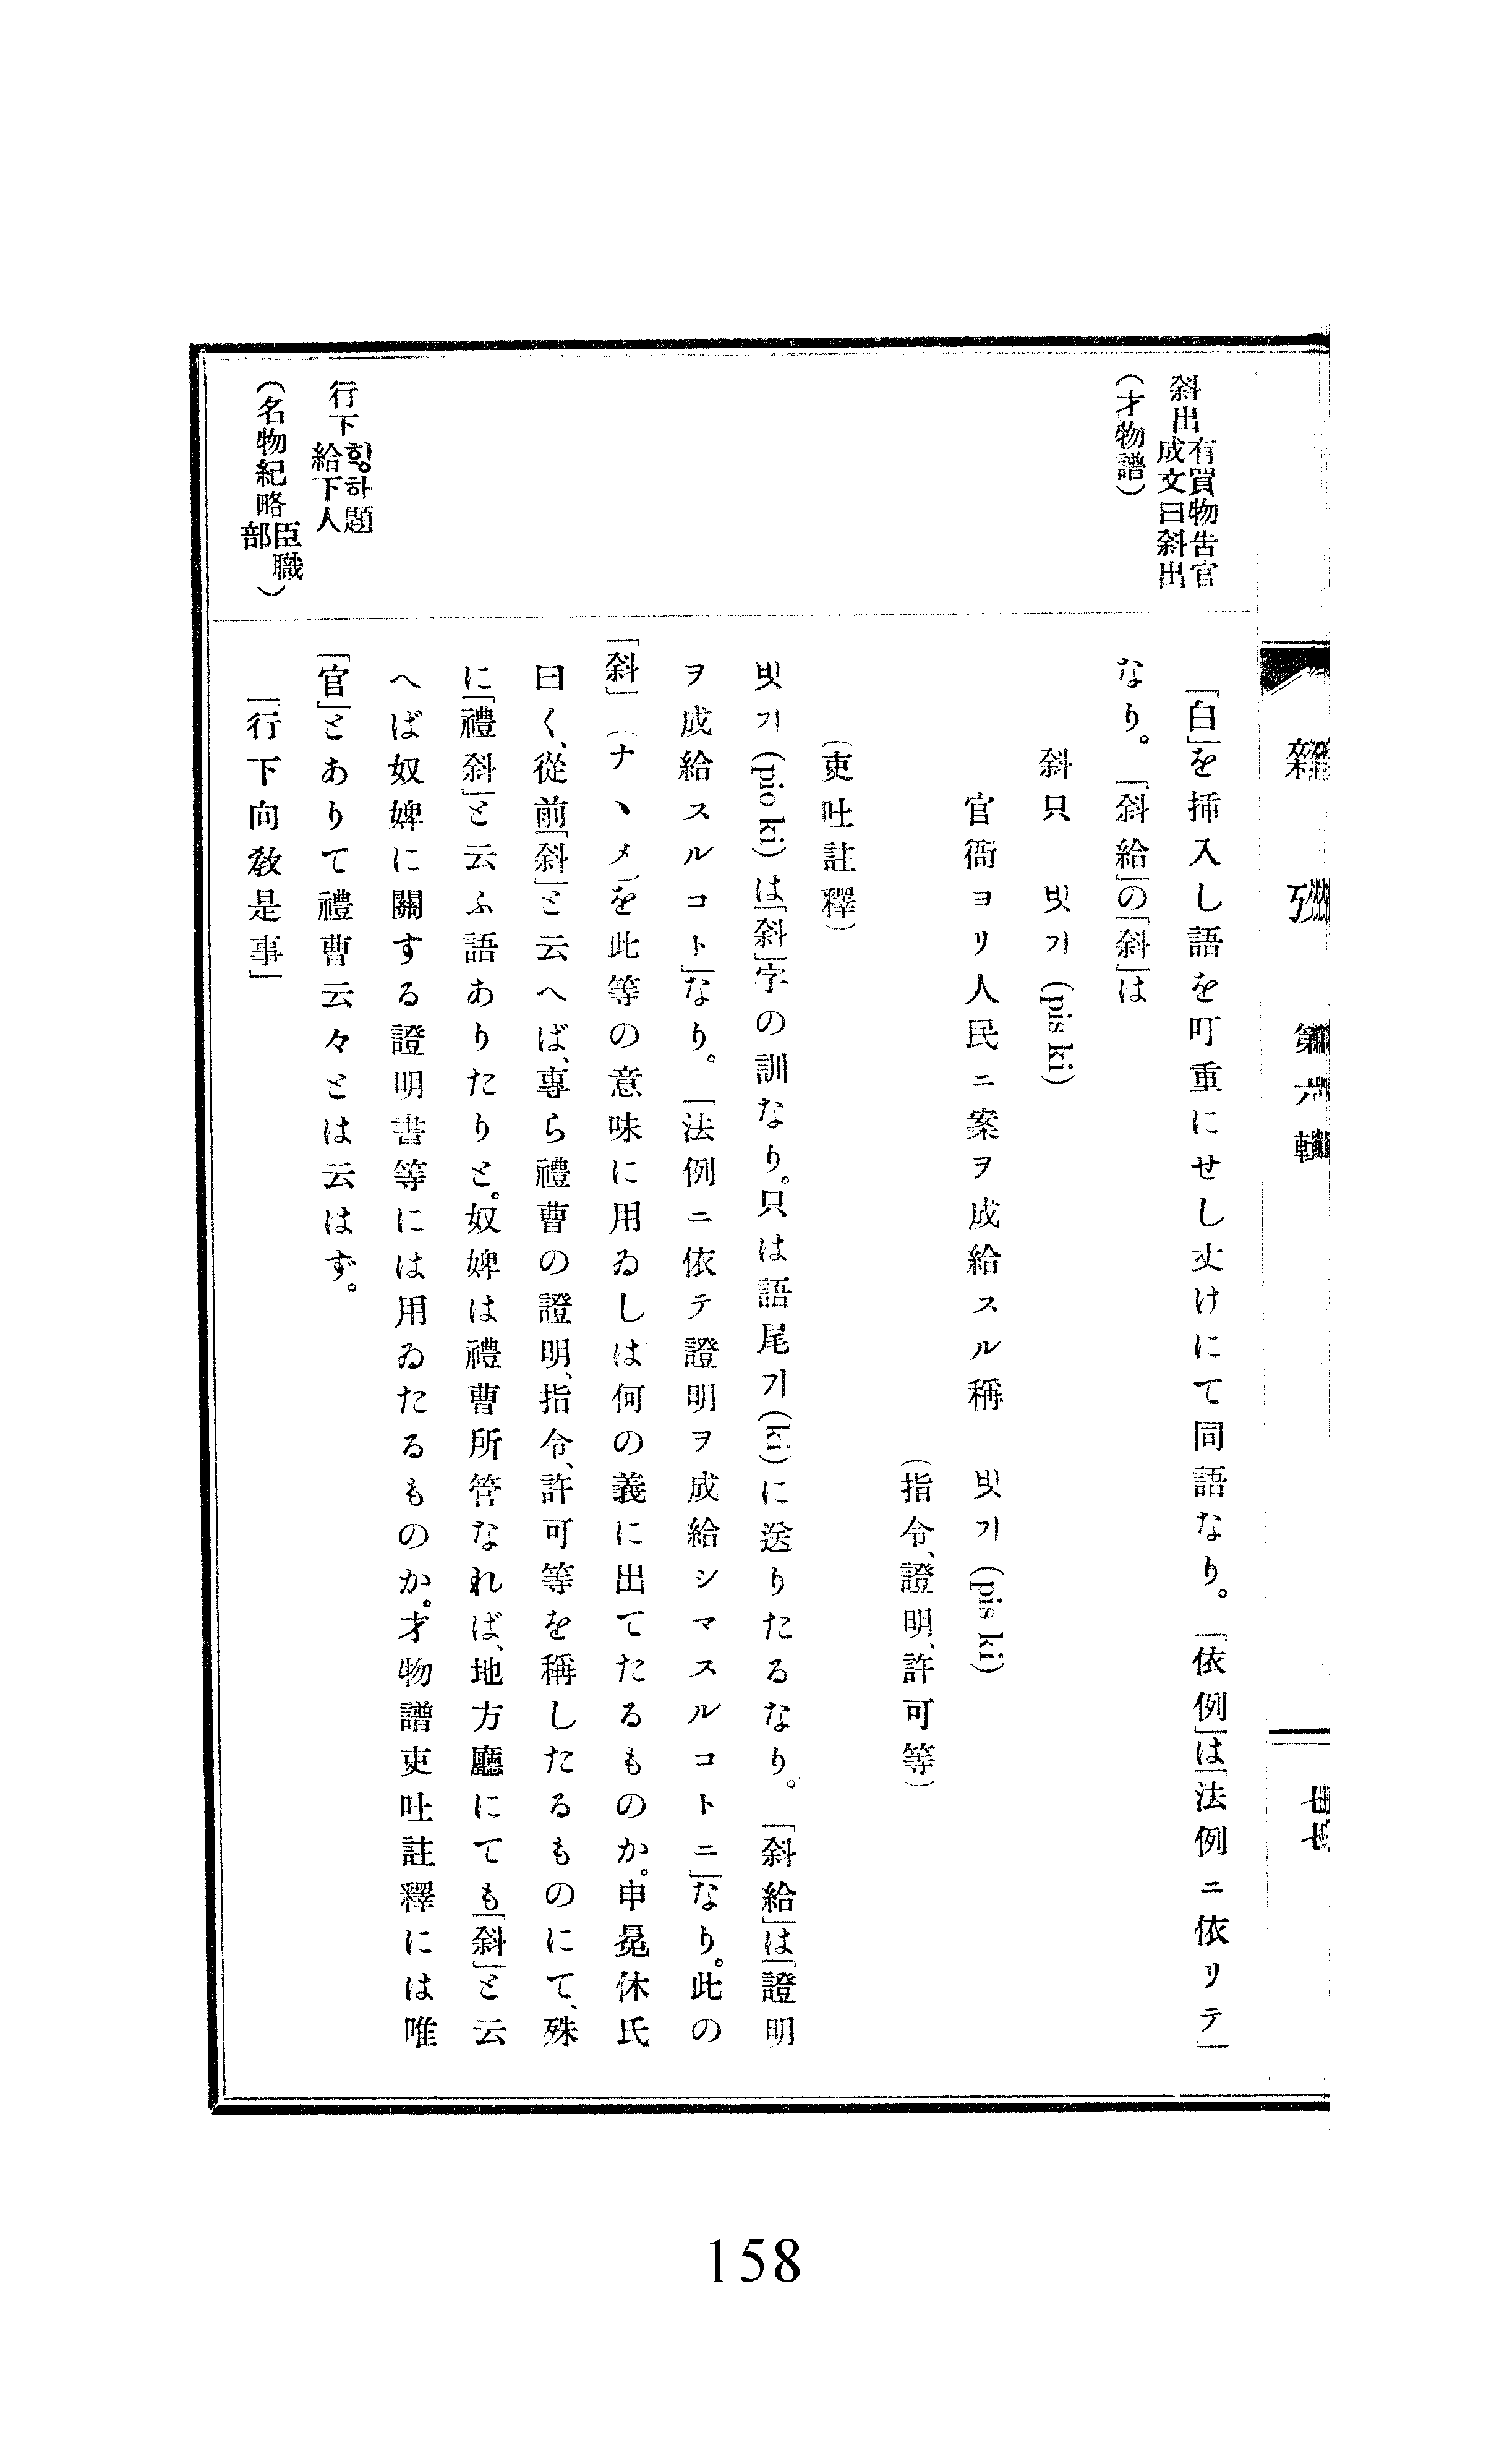 雜攷 第六輯
七七
斜出有買物告官
成文曰斜出
(才物譜)
行下힝하題
給下人
(名物紀略臣職
部)
「白」を挿入し語を叮重にせし丈けにて同語なり。「依例」は「法例ニ依リテ」
なり。「斜給」の「斜」は
斜只 빗기 (pis ki)
官衙ヨリ人民ニ案ヲ成給スル稱 빗기 (pis ki)
(指令、證明、許可等)
(吏吐註釋)
빗기 (pio ki)は「斜」字の訓なり。只は語尾기(ki)に送りたるなり。「斜給」は「證明
ヲ成給スルコト」なり。「法例ニ依テ證明ヲ成給シマスルコトニ」なり。此の
「斜」(ナヽメ)を此等の意味に用ゐしは何の義に出てたるものか。申晃休氏
曰く、從前「斜」と云へば、專ら禮曹の證明、指令、許可等を稱したるものにて、殊
に「禮斜」と云ふ語ありたりと。奴婢は禮曹所管なれば、地方廳にても「斜」と云
へば奴婢に關する證明書等には用ゐたるものか。才物譜吏吐註釋には唯
「官」とありて禮曹云々とは云はず。
「行下向敎是事」
158